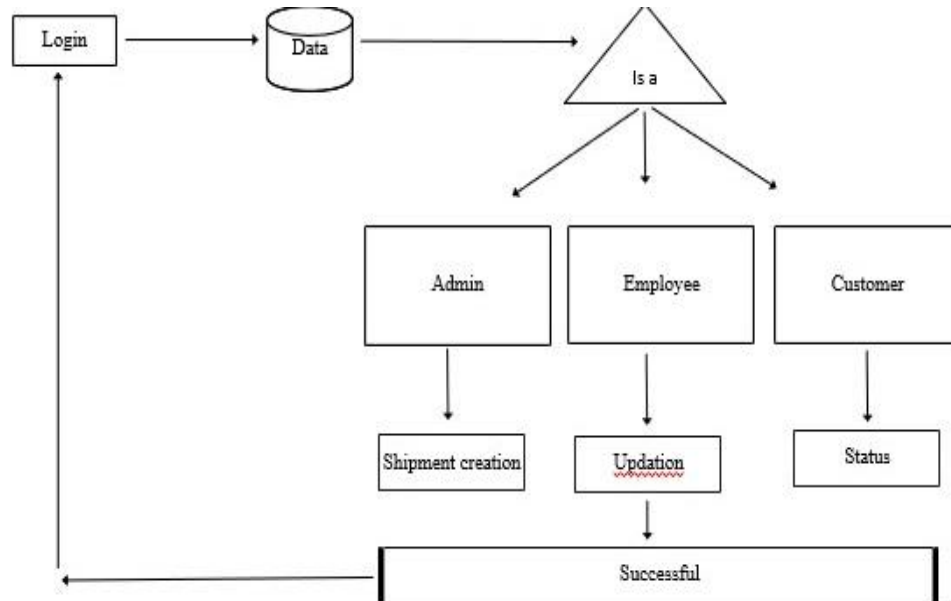 Login
Data
Is a
Admin
Employee
Customer
Shipment creation
Updation
Status
Successful